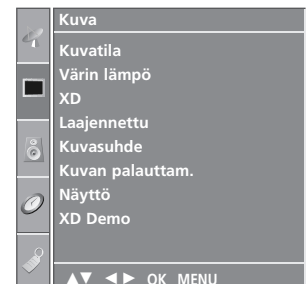 Kuva
Kuvatila
Värin lämpö
XD
Laajennettu
Kuvasuhde
Kuvan palauttam.
Näyttö
XD Demo
▲▼ ◄► OK MENU